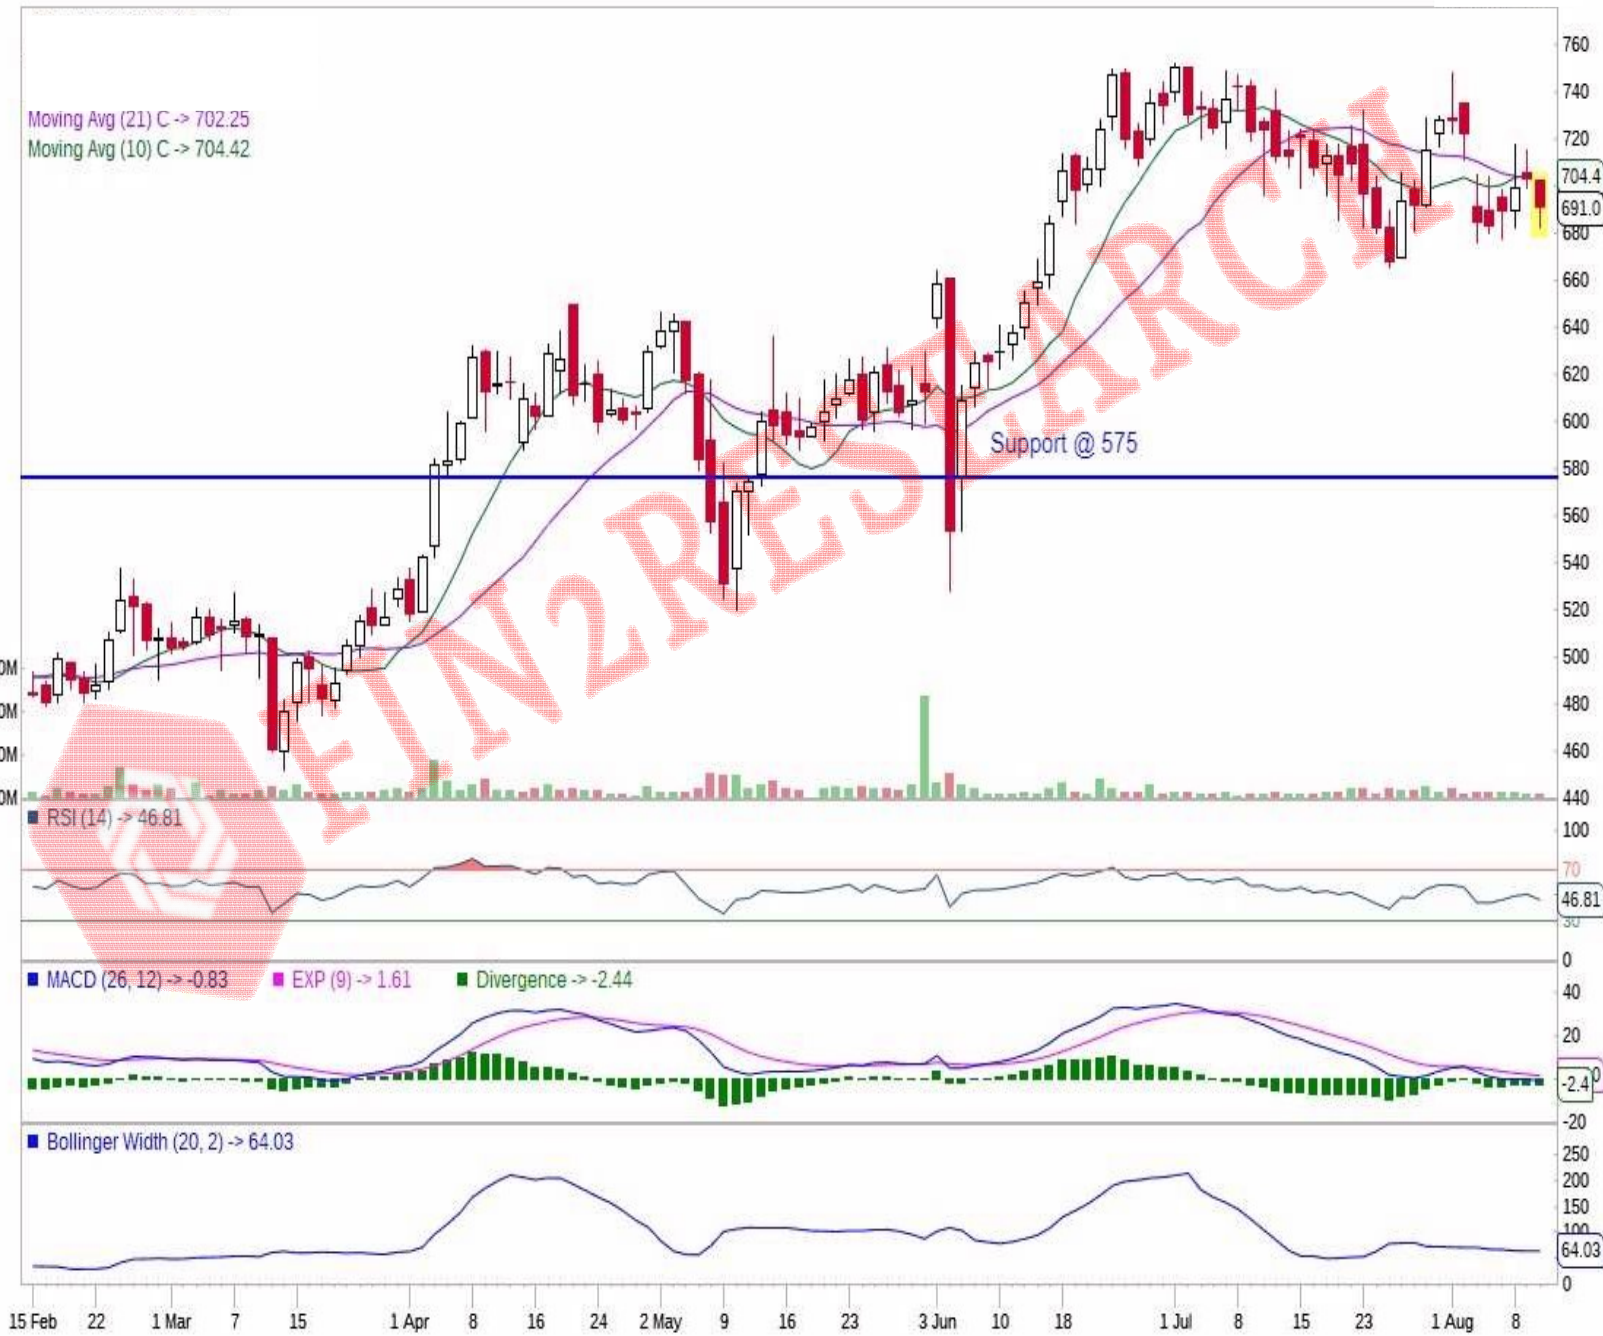 Moving Avg (21) C -> 702.25
Moving Avg (10) C -> 704.42
FIN2RESEARCH
Support @ 575
760
740
720
704.4
691.0
680
660
640
620
600
580
560
540
520
500
480
460
440
0M
0M
0M
0M
RSI (14) -> 46.81
100
70
46.81
30
0
MACD (26, 12) -> -0.83 EXP (9) -> 1.61 Divergence -> -2.44
40
20
-2.4
-20
Bollinger Width (20, 2) -> 64.03
250
200
150
100
64.03
0
15 Feb 22 1 Mar 7 15 1 Apr 8 16 24 2 May 9 16 23 3 Jun 10 18 1 Jul 8 15 23 1 Aug 8